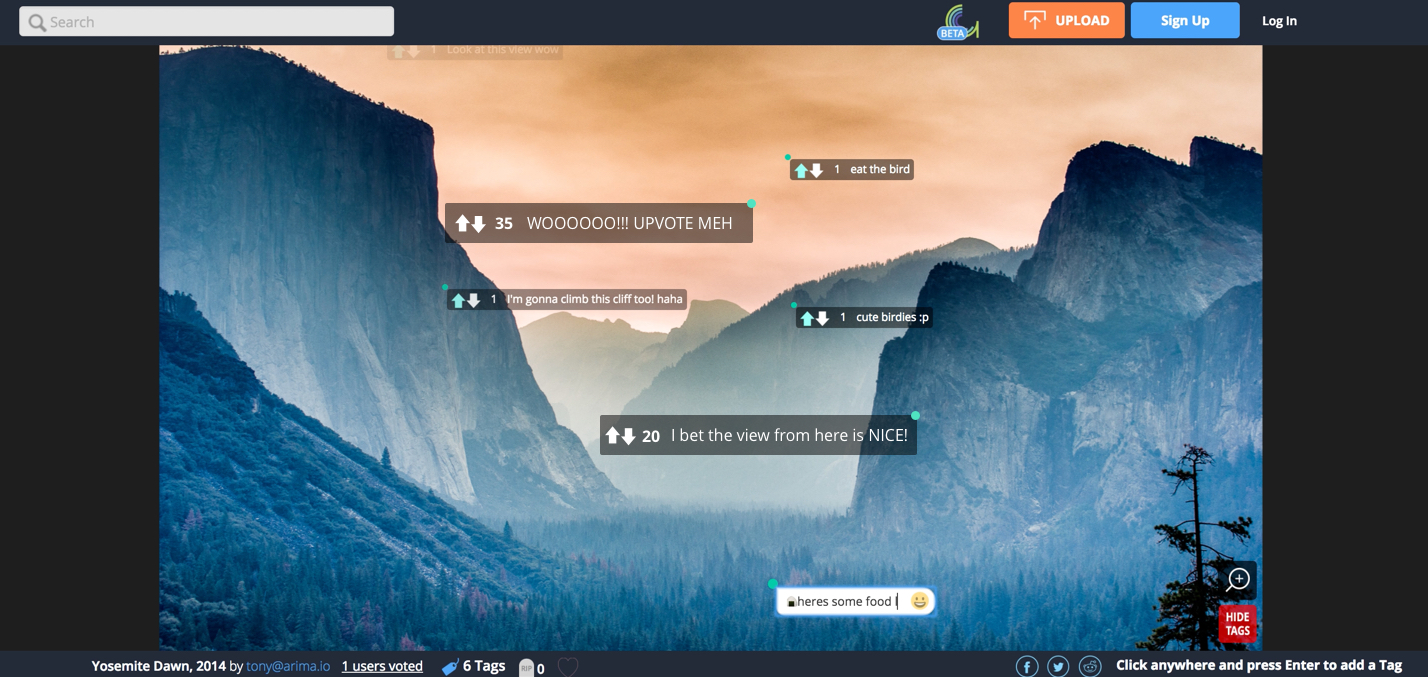 Search
BETA
UPLOAD
Sign Up
Log In
1 Look at this view wow
1 eat the bird
35 WOOOOOO!!! UPVOTE MEH
1 I'm gonna climb this cliff too! haha
1 cute birdies :p
20 I bet the view from here is NICE!
heres some food l
HIDE
TAGS
Yosemite Dawn, 2014 by tony@arima.io
1 users voted
6 Tags
RIP 0
Click anywhere and press Enter to add a Tag